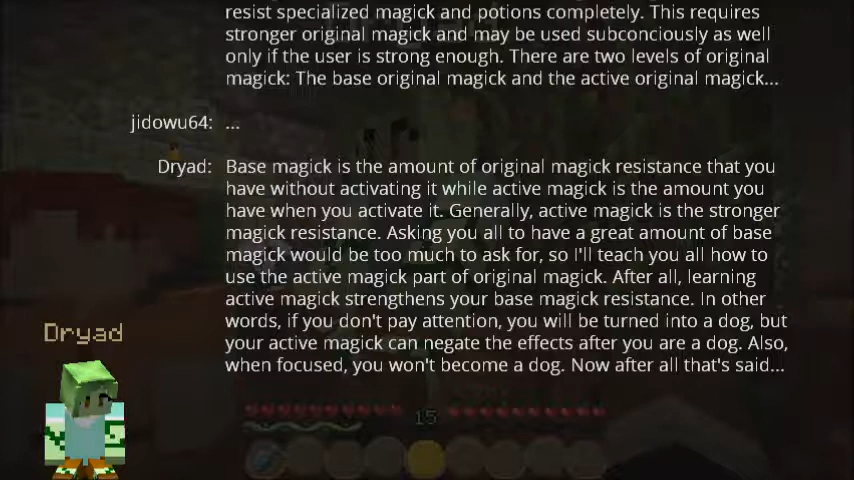 resist specialized magick and potions completely. This requires
stronger original magick and may be used subconciously as well
only if the user is strong enough. There are two levels of original
magick: The base original magick and the active original magick...
jidowu64: ...
Dryad: Base magick is the amount of original magick resistance that you
have without activating it while active magick is the amount you
have when you activate it. Generally, active magick is the stronger
magick resistance. Asking you all to have a great amount of base
magick would be too much to ask for, so I'll teach you all how to
use the active magick part of original magick. After all, learning
active magick strengthens your base magick resistance. In other
words, if you don't pay attention, you will be turned into a dog, but
your active magick can negate the effects after you are a dog. Also,
when focused, you won't become a dog. Now after all that's said...
Dryad
15